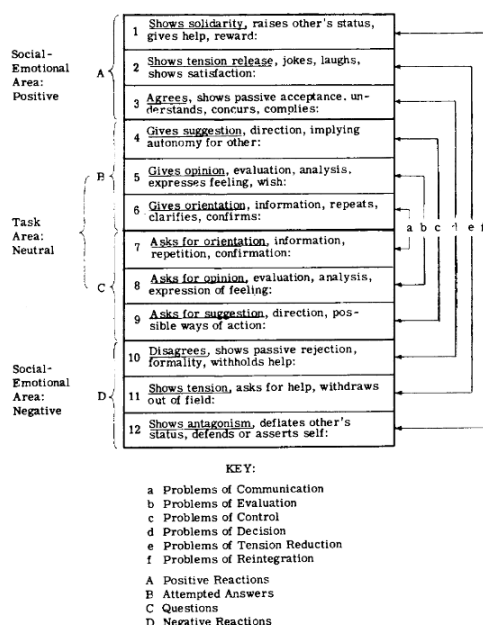 1 Shows solidarity, raises other's status,
gives help, reward:
2 Shows tension release, jokes, laughs,
shows satisfaction:
3 Agrees, shows passive acceptance, un-
derstands, concurs, complies:
4 Gives suggestion, direction, implying
autonomy for other:
5 Gives opinion, evaluation, analysis,
expresses feeling, wish:
6 Gives orientation, information, repeats,
clarifies, confirms:
7 Asks for orientation, information,
repetition, confirmation:
8 Asks for opinion, evaluation, analysis,
expression of feeling:
9 Asks for suggestion, direction, pos-
sible ways of action:
10 Disagrees, shows passive rejection,
formality, withholds help:
11 Shows tension, asks for help, withdraws
out of field:
12 Shows antagonism, deflates other's
status, defends or asserts self:
Social-
Emotional
Area:
Positive
A
B
Task
Area:
Neutral
C
Social-
Emotional
Area:
Negative
D
a b c d e f
KEY:
a Problems of Communication
b Problems of Evaluation
c Problems of Control
d Problems of Decision
e Problems of Tension Reduction
f Problems of Reintegration
A Positive Reactions
B Attempted Answers
C Questions
D Negative Reactions